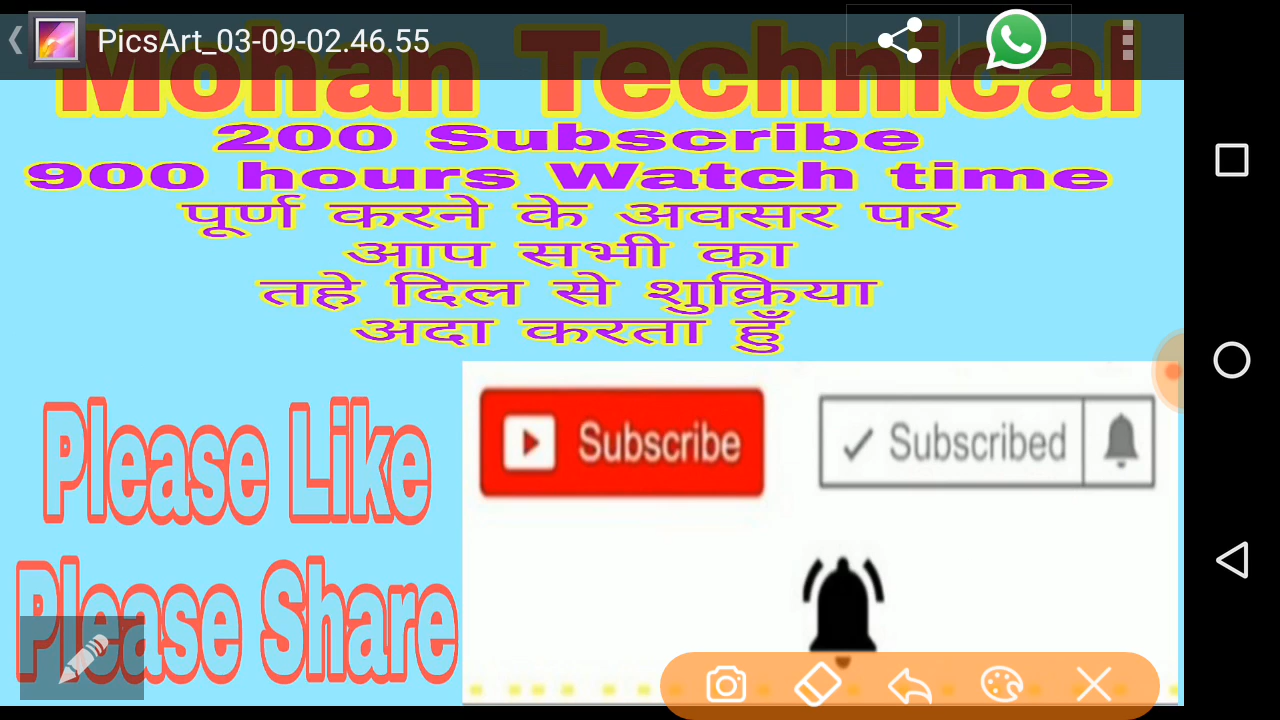 PicsArt_03-09-02.46.55
Mohan Technical
200 Subscribe
900 hours Watch time
पूर्ण करने के अवसर पर
आप सभी का
तहे दिल से शुक्रिया
अदा करता हुँ
Please Like
Please Share
Subscribe
Subscribed